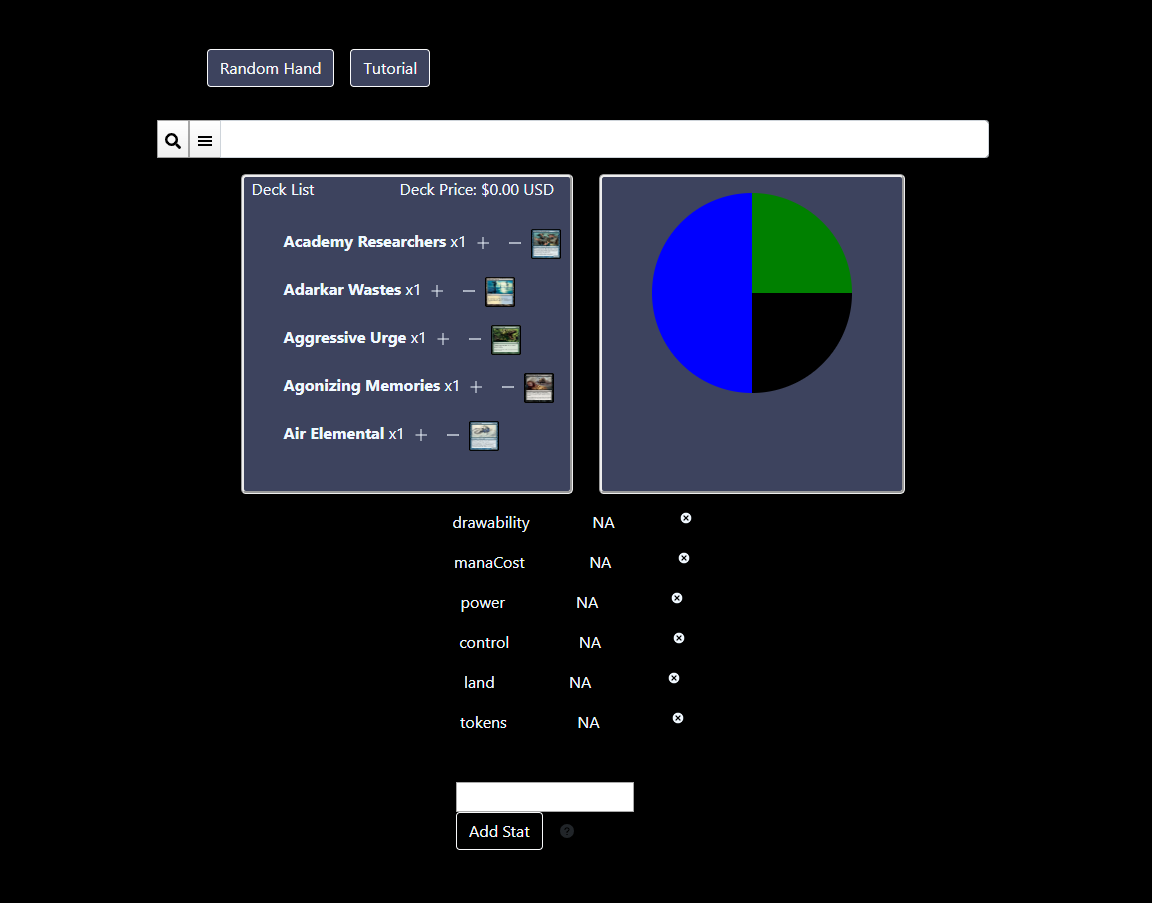 Random Hand Tutorial
Deck List Deck Price: $0.00 USD
Academy Researchers x1
Adarkar Wastes x1
Aggressive Urge x1
Agonizing Memories x1
Air Elemental x1
drawability NA
manaCost NA
power NA
control NA
land NA
tokens NA
Add Stat ?